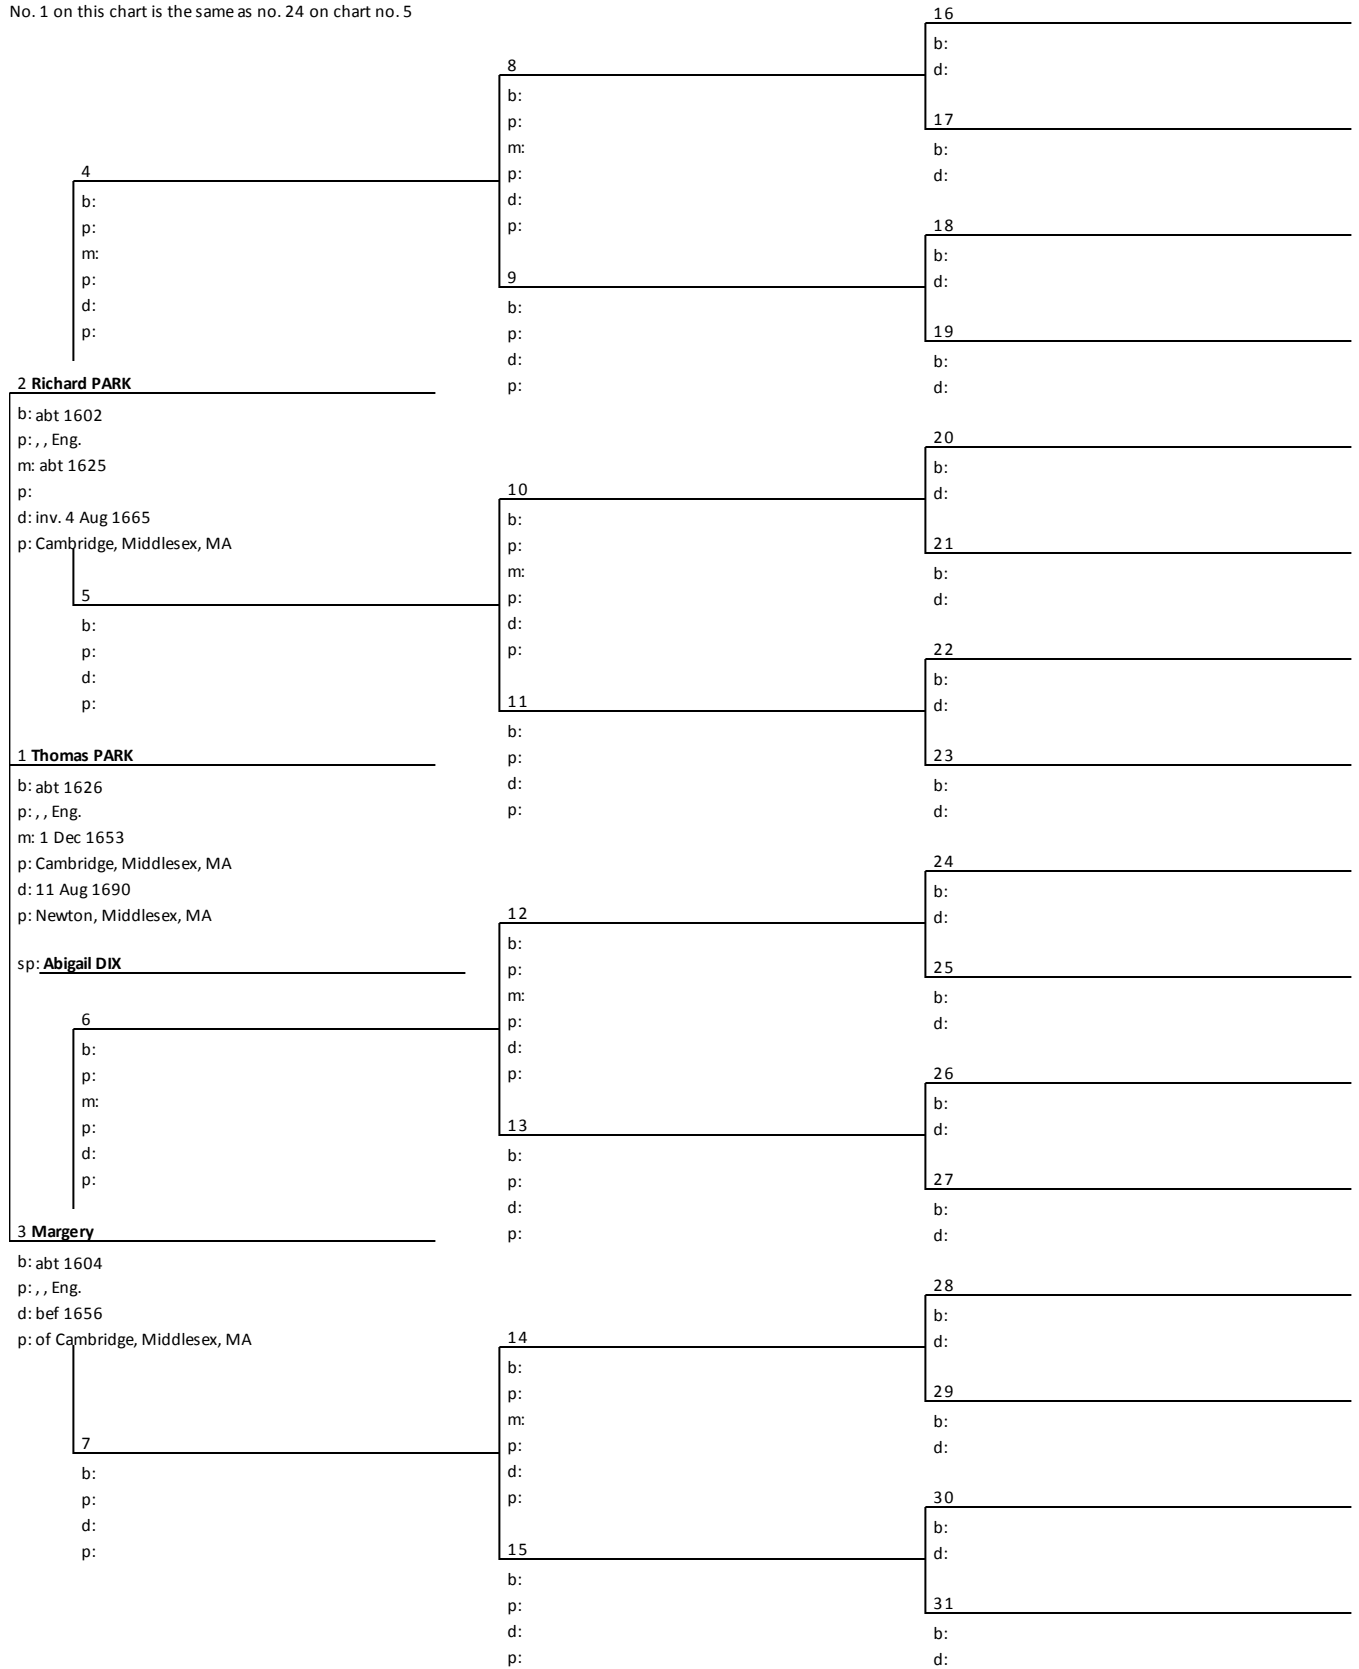 No. 1 on this chart is the same as no. 24 on chart no. 5
2 Richard PARK
b: abt 1602
p: , , Eng.
m: abt 1625
p:
d: inv. 4 Aug 1665
p: Cambridge, Middlesex, MA
1 Thomas PARK
b: abt 1626
p: , , Eng.
m: 1 Dec 1653
p: Cambridge, Middlesex, MA
d: 11 Aug 1690
p: Newton, Middlesex, MA
sp: Abigail DIX
3 Margery
b: abt 1604
p: , , Eng.
d: bef 1656
p: of Cambridge, Middlesex, MA
4
b:
p:
m:
p:
d:
p:
5
b:
p:
d:
p:
6
b:
p:
m:
p:
d:
p:
7
b:
p:
d:
p:
8
b:
p:
m:
p:
d:
p:
9
b:
p:
d:
p:
10
b:
p:
m:
p:
d:
p:
11
b:
p:
d:
p:
12
b:
p:
m:
p:
d:
p:
13
b:
p:
d:
p:
14
b:
p:
m:
p:
d:
p:
15
b:
p:
d:
p:
16
b:
d:
17
b:
d:
18
b:
d:
19
b:
d:
20
b:
d:
21
b:
d:
22
b:
d:
23
b:
d:
24
b:
d:
25
b:
d:
26
b:
d:
27
b:
d:
28
b:
d:
29
b:
d:
30
b:
d:
31
b:
d: